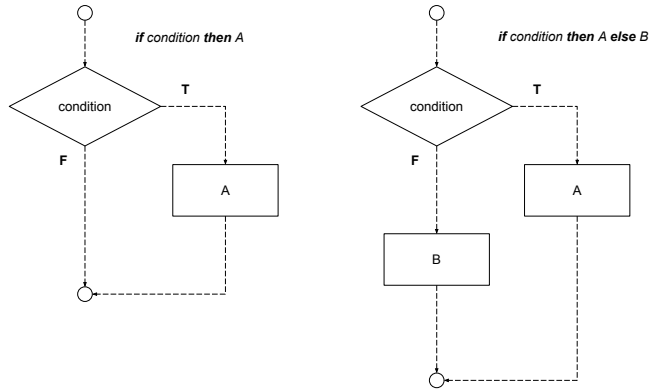 if condition then A
condition
T
F
A
if condition then A else B
condition
T
F
A
B